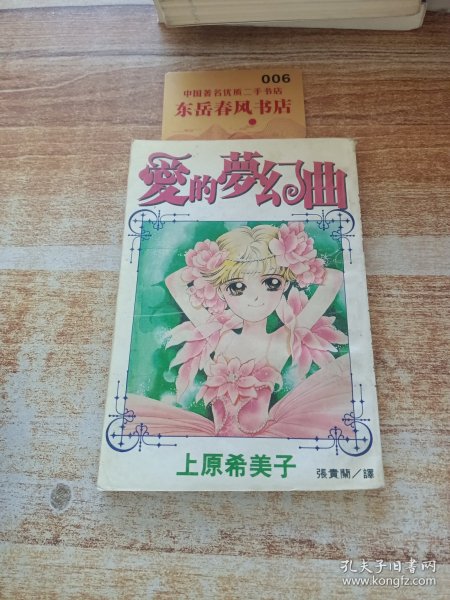 006
中国著名优质二手书店
东岳春风书店
愛的夢幻曲
上原希美子
張貴蘭／譯
孔夫子旧书网
www.kongfz.com